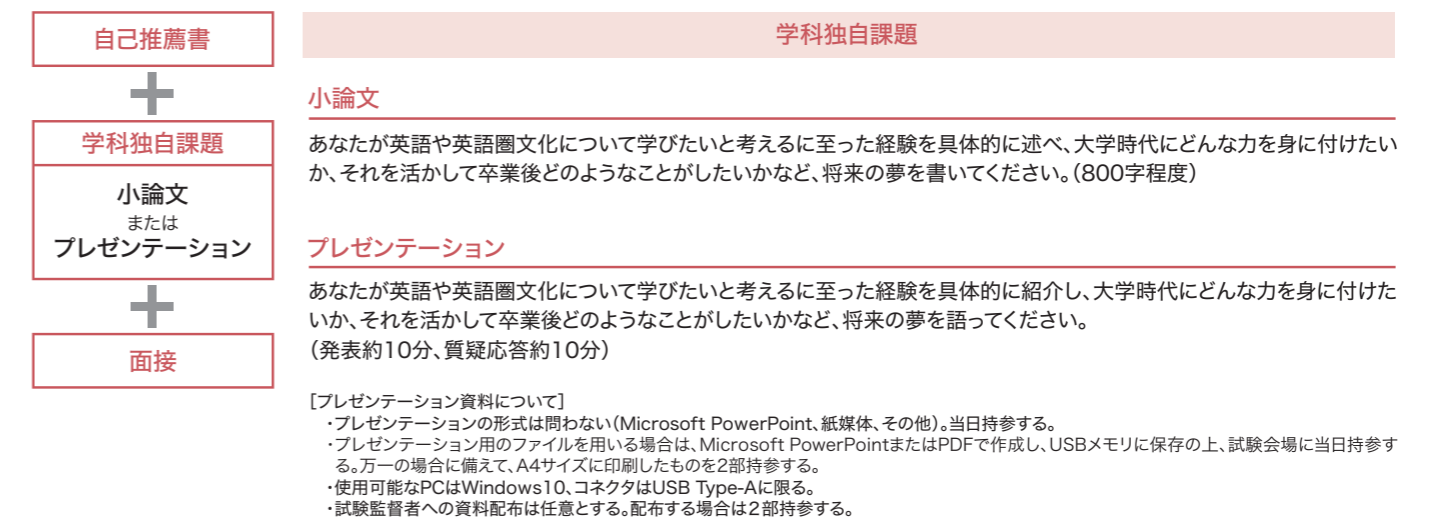 自己推薦書
学科独自課題
小論文
または
プレゼンテーション
面接
学科独自課題
小論文
あなたが英語や英語圏文化について学びたいと考えるに至った経験を具体的に述べ、大学時代にどんな力を身に付けたい
か、それを活かして卒業後どのようなことがしたいかなど、将来の夢を書いてください。(800字程度)
プレゼンテーション
あなたが英語や英語圏文化について学びたいと考えるに至った経験を具体的に紹介し、大学時代にどんな力を身に付けた
いか、それを活かして卒業後どのようなことがしたいかなど、将来の夢を語ってください。
(発表約10分、質疑応答約10分)
[プレゼンテーション資料について]
・プレゼンテーションの形式は問わない(Microsoft PowerPoint、紙媒体、その他)。当日持参する。
・プレゼンテーション用のファイルを用いる場合は、Microsoft PowerPointまたはPDFで作成し、USBメモリに保存の上、試験会場に当日持参す
る。万一の場合に備えて、A4サイズに印刷したものを2部持参する。
・使用可能なPCはWindows10、コネクタはUSB Type-Aに限る。
・試験監督者への資料配布は任意とする。配布する場合は2部持参する。